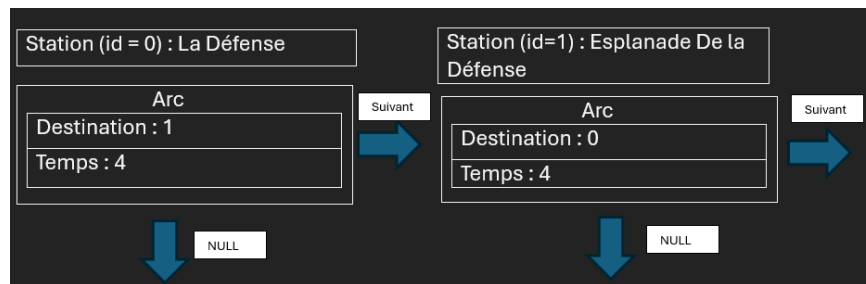 Station (id = 0) : La Défense
Arc
Destination : 1
Temps : 4
Suivant
NULL
Station (id=1) : Esplanade De la
Défense
Arc
Destination : 0
Temps : 4
Suivant
NULL